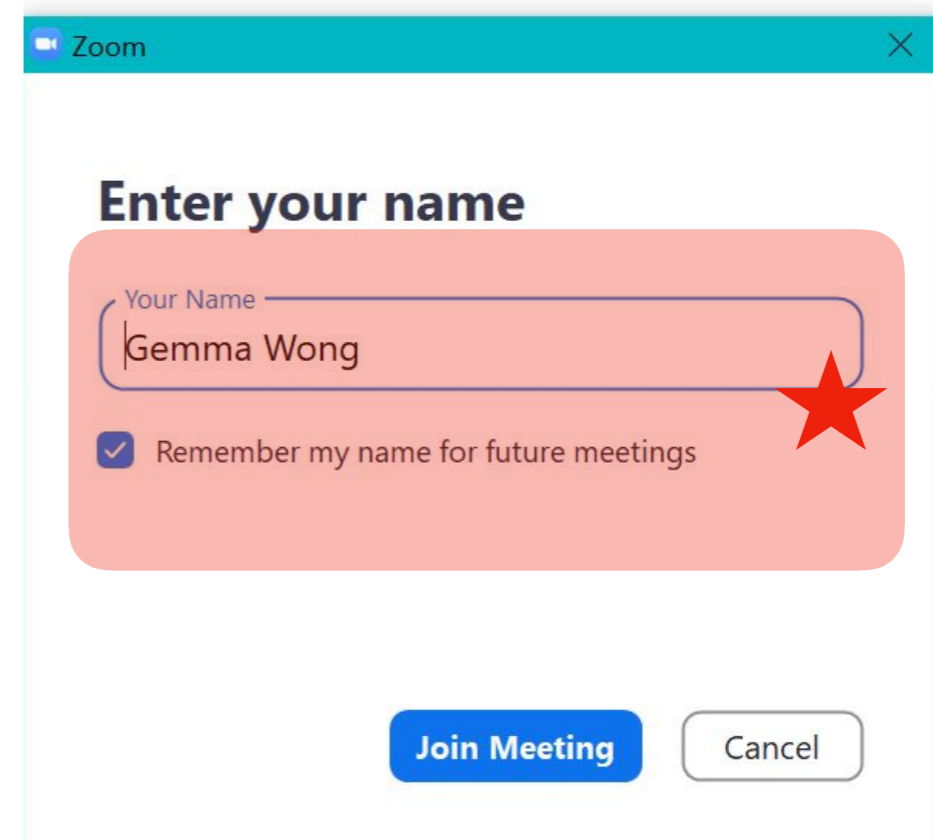 Zoom
Enter your name
Your Name
Gemma Wong
Remember my name for future meetings
Join Meeting Cancel